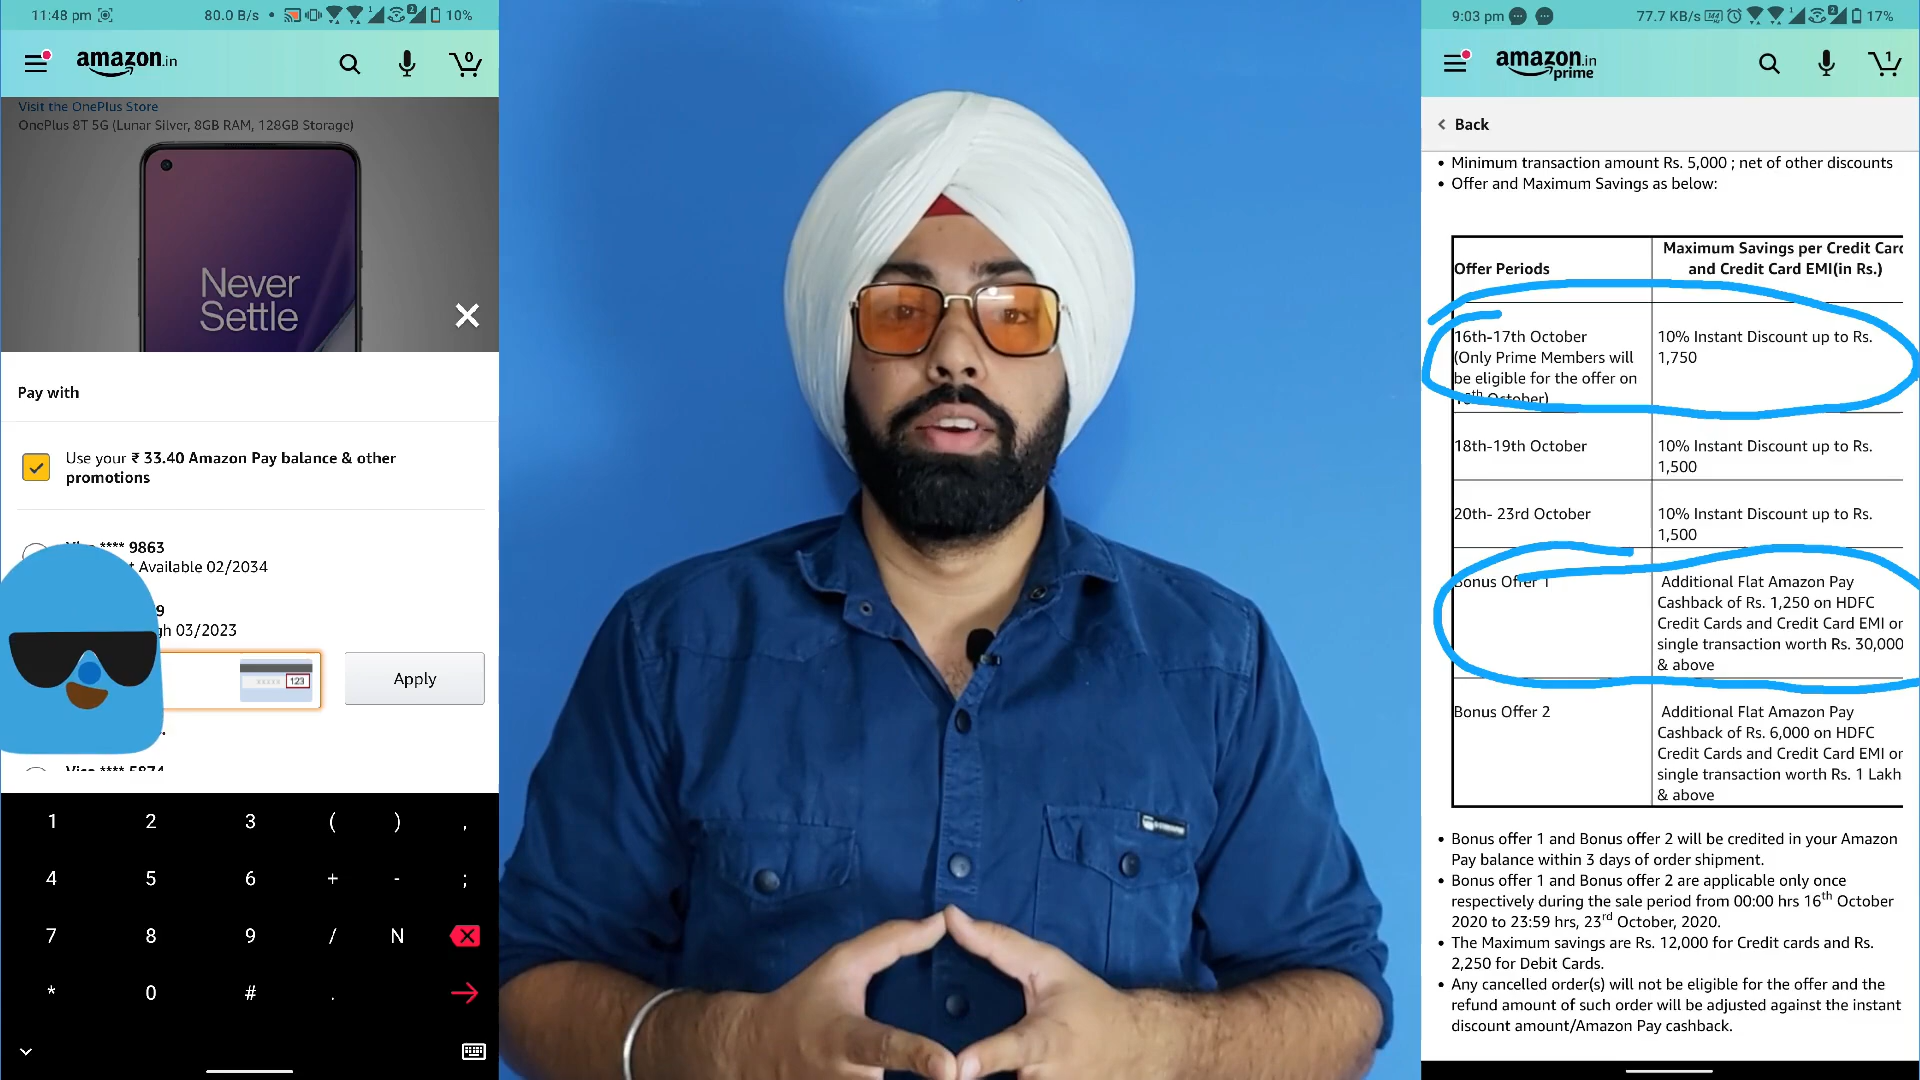 11:48 pm
80.0 B/s
10%
amazon.in
0
Visit the OnePlus Store
OnePlus 8T 5G (Lunar Silver, 8GB RAM, 128GB Storage)
Never
Settle
Pay with
Use your ₹ 33.40 Amazon Pay balance & other
promotions
**** 9863
Available 02/2034
9
gh 03/2023
123
Apply
Visa **** 5874
1 2 3 ( ) ,
4 5 6 + - ;
7 8 9 / N
* 0 # .
9:03 pm
77.7 KB/s
17%
amazon.in
prime
1
Back
• Minimum transaction amount Rs. 5,000 ; net of other discounts
• Offer and Maximum Savings as below:
Offer Periods
Maximum Savings per Credit Card
and Credit Card EMI(in Rs.)
16th-17th October
(Only Prime Members will
be eligible for the offer on
16th October)
10% Instant Discount up to Rs.
1,750
18th-19th October
10% Instant Discount up to Rs.
1,500
20th- 23rd October
10% Instant Discount up to Rs.
1,500
Bonus Offer 1
Additional Flat Amazon Pay
Cashback of Rs. 1,250 on HDFC
Credit Cards and Credit Card EMI on
single transaction worth Rs. 30,000
& above
Bonus Offer 2
Additional Flat Amazon Pay
Cashback of Rs. 6,000 on HDFC
Credit Cards and Credit Card EMI on
single transaction worth Rs. 1 Lakh
& above
• Bonus offer 1 and Bonus offer 2 will be credited in your Amazon
Pay balance within 3 days of order shipment.
• Bonus offer 1 and Bonus offer 2 are applicable only once
respectively during the sale period from 00:00 hrs 16th October
2020 to 23:59 hrs, 23rd October, 2020.
• The Maximum savings are Rs. 12,000 for Credit cards and Rs.
2,250 for Debit Cards.
• Any cancelled order(s) will not be eligible for the offer and the
refund amount of such order will be adjusted against the instant
discount amount/Amazon Pay cashback.